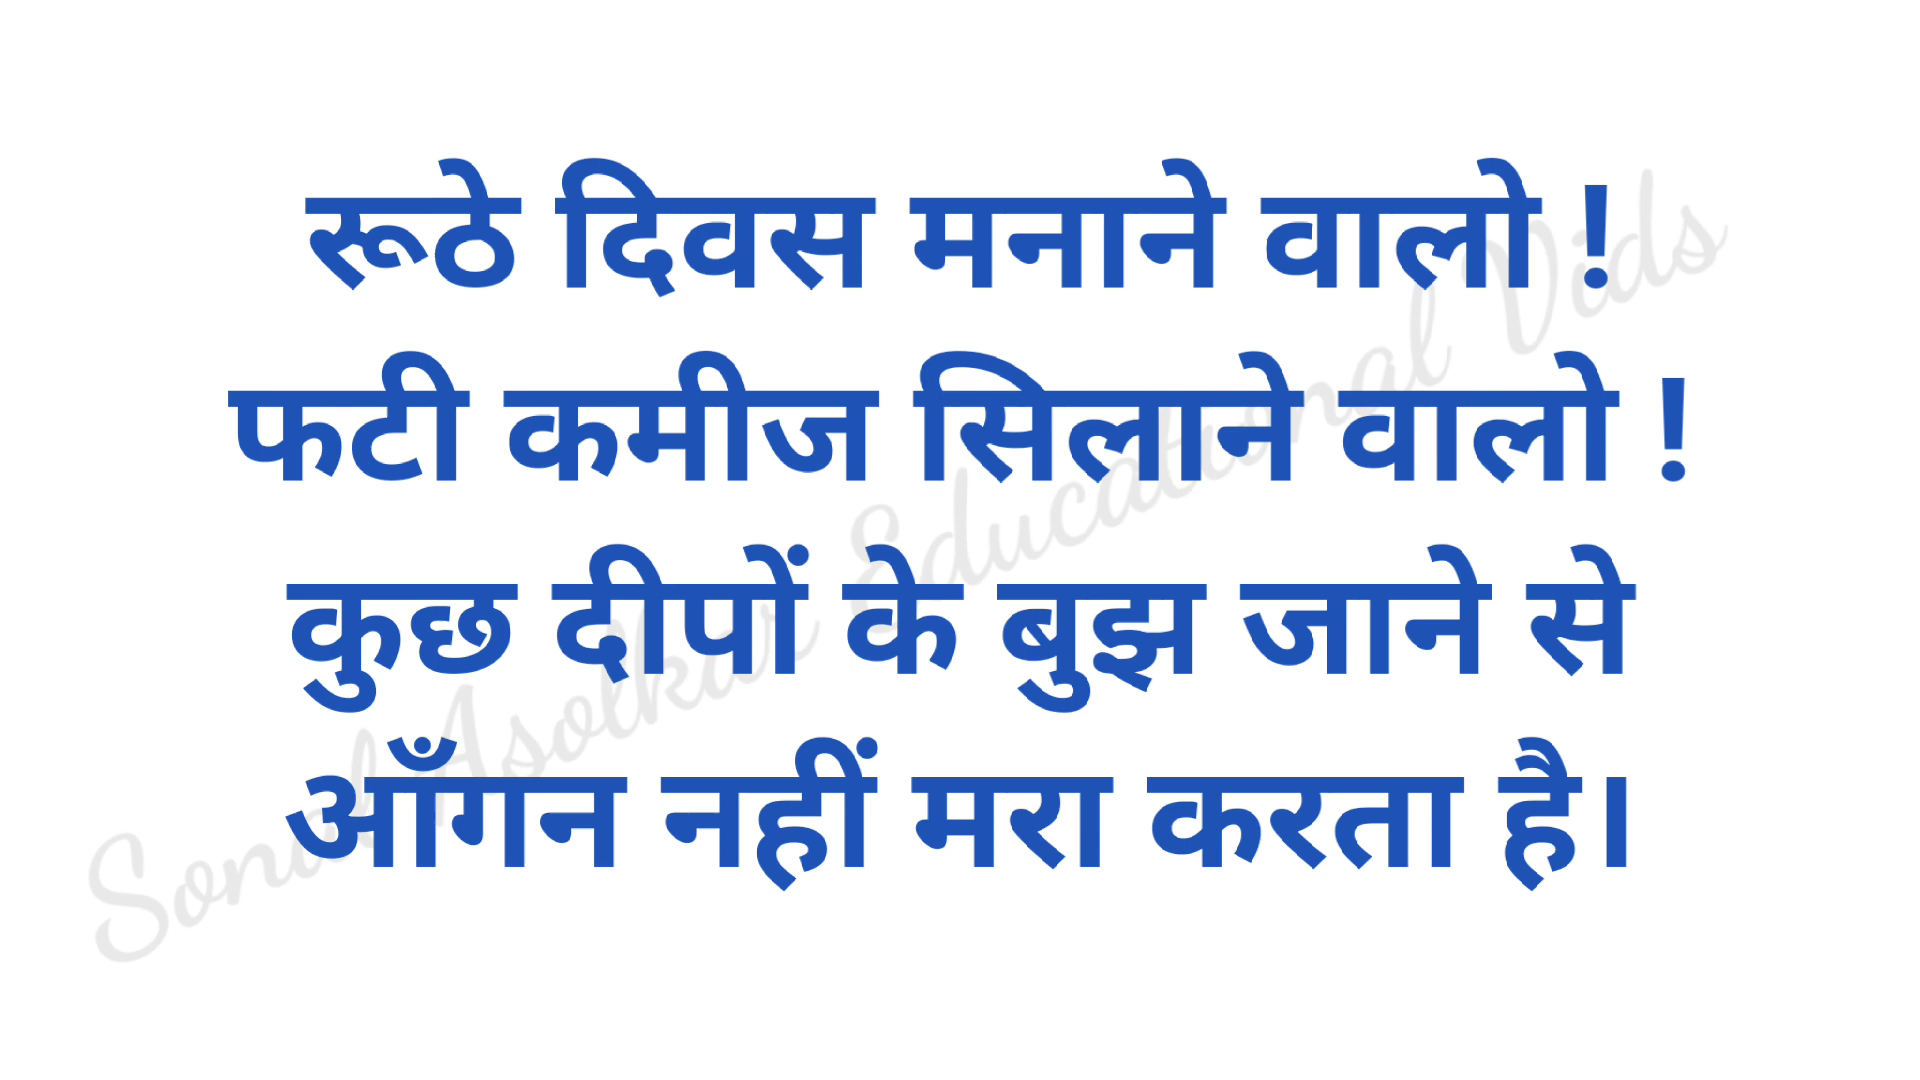 रूठे दिवस मनाने वालो !
फटी कमीज सिलाने वालो !
कुछ दीपों के बुझ जाने से
आँगन नहीं मरा करता है।
Sonal Asolkar Educational Vids